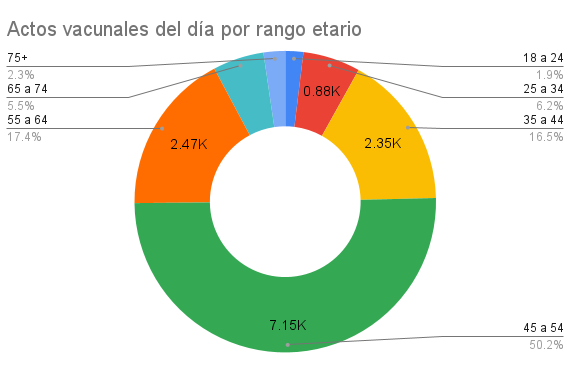 Actos vacunales del día por rango etario
75+
2.3%
65 a 74
5.5%
55 a 64
17.4%
18 a 24
1.9%
25 a 34
6.2%
35 a 44
16.5%
0.88K
2.35K
2.47K
7.15K
45 a 54
50.2%